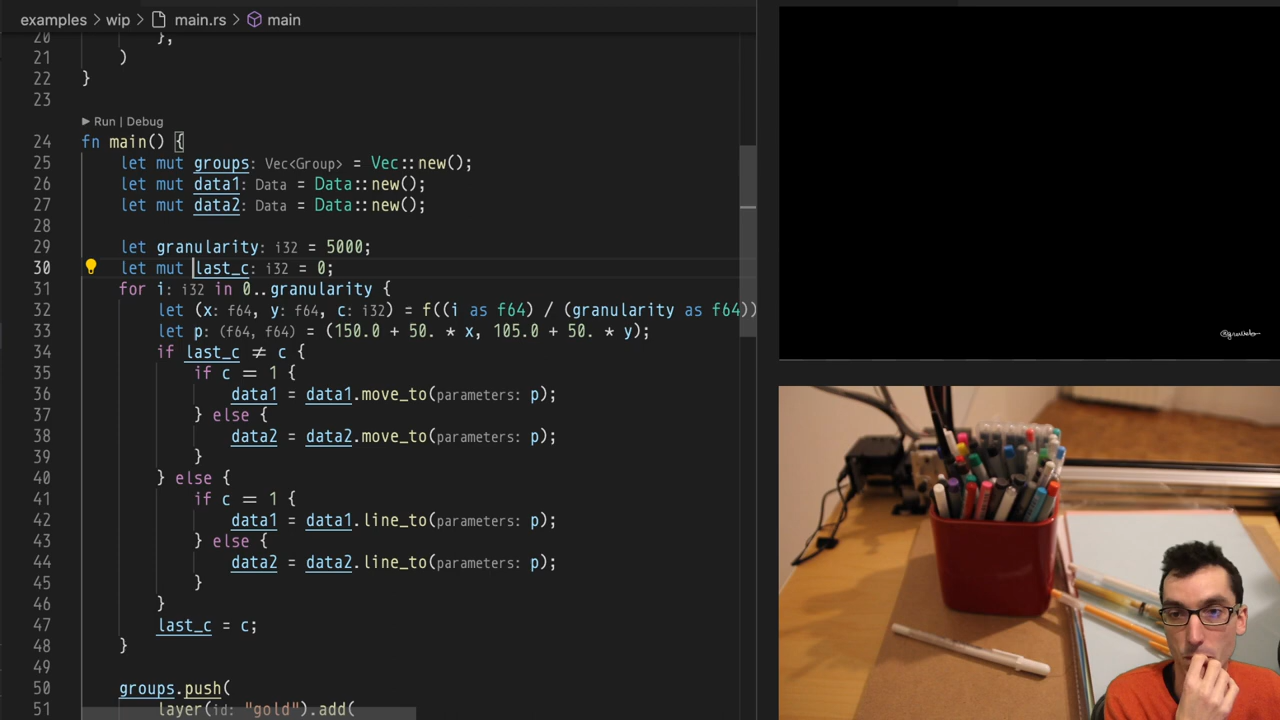 examples > wip > main.rs > main
20 },
21 )
22 }
23
▶ Run | Debug
24 fn main() {
25 let mut groups: Vec<Group> = Vec::new();
26 let mut data1: Data = Data::new();
27 let mut data2: Data = Data::new();
28
29 let granularity: i32 = 5000;
30 let mut last_c: i32 = 0;
31 for i: i32 in 0..granularity {
32 let (x: f64, y: f64, c: i32) = f((i as f64) / (granularity as f64))
33 let p: (f64, f64) = (150.0 + 50. * x, 105.0 + 50. * y);
34 if last_c ≠ c {
35 if c == 1 {
36 data1 = data1.move_to(parameters: p);
37 } else {
38 data2 = data2.move_to(parameters: p);
39 }
40 } else {
41 if c == 1 {
42 data1 = data1.line_to(parameters: p);
43 } else {
44 data2 = data2.line_to(parameters: p);
45 }
46 }
47 last_c = c;
48 }
49
50 groups.push(
51 layer(id: "gold").add(